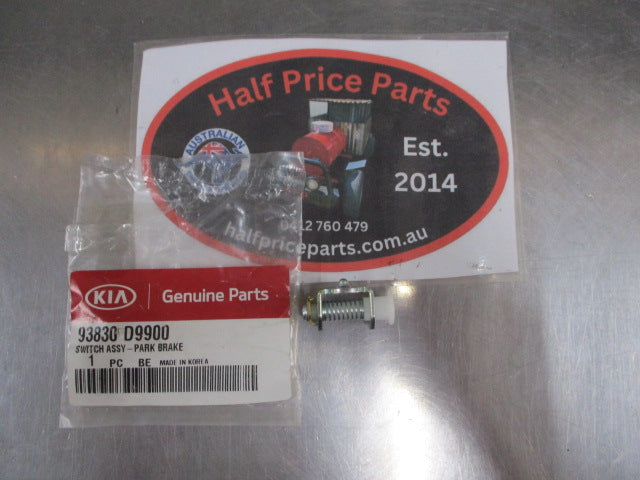 Half Price Parts
AUSTRALIAN
Est.
2014
0412 760 479
halfpriceparts.com.au
KIA
Genuine Parts
93830 D9900
SWITCH ASSY-PARK BRAKE
1 PC BE MADE IN KOREA